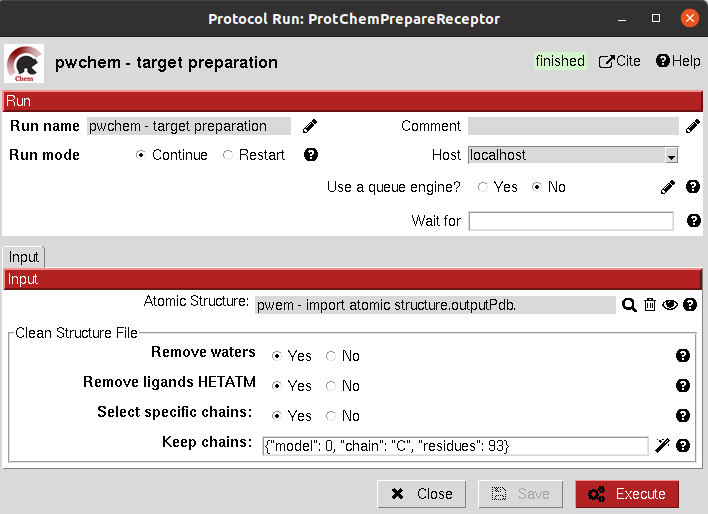 Protocol Run: ProtChemPrepareReceptor
Chem
pwchem - target preparation
finished
Cite
Help
Run
Run name pwchem - target preparation Comment
Run mode Continue Restart Host localhost
Use a queue engine? Yes No
Wait for
Input
Input
Atomic Structure: pwem - import atomic structure.outputPdb.
Clean Structure File
Remove waters Yes No
Remove ligands HETATM Yes No
Select specific chains: Yes No
Keep chains: {"model": 0, "chain": "C", "residues": 93}
Close Save Execute